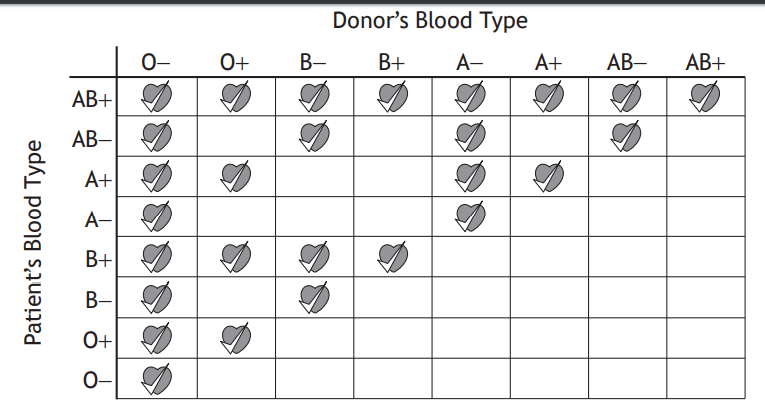 Donor's Blood Type
O– O+ B– B+ A– A+ AB– AB+
Patient's Blood Type
AB+
AB–
A+
A–
B+
B–
O+
O–